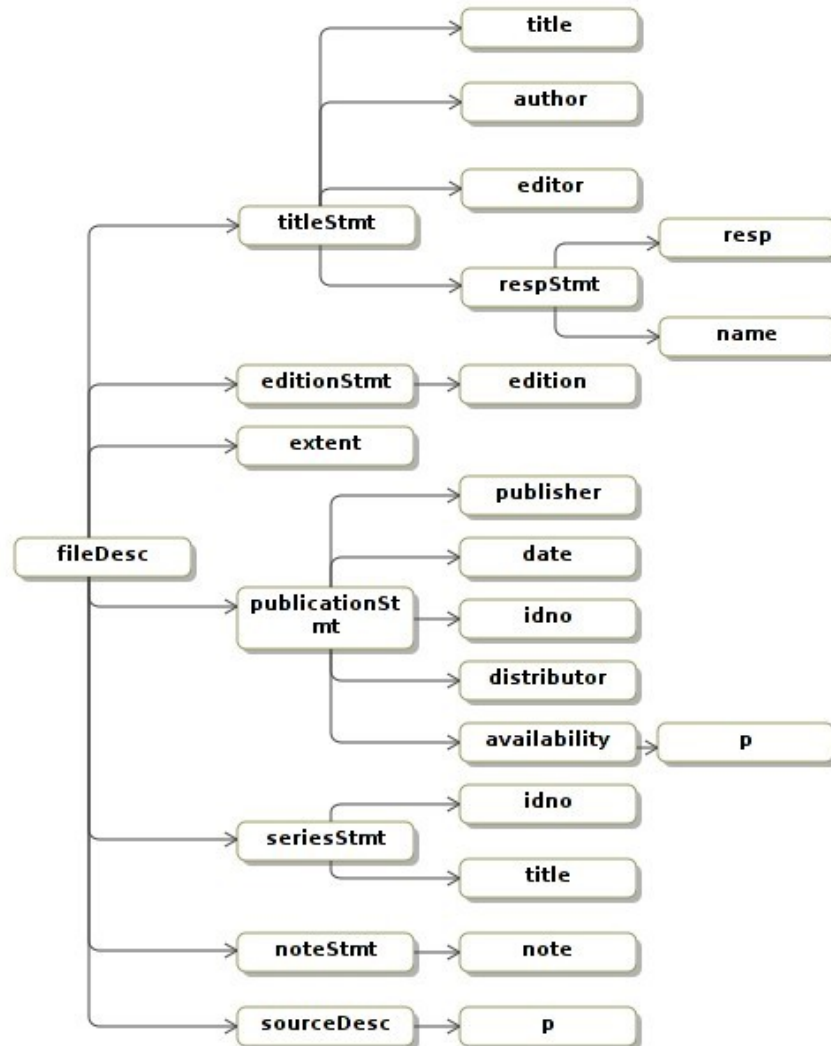 title
author
editor
titleStmt
resp
respStmt
name
editionStmt
edition
extent
publisher
fileDesc
date
publicationSt
mt
idno
distributor
availability
p
idno
seriesStmt
title
noteStmt
note
sourceDesc
p